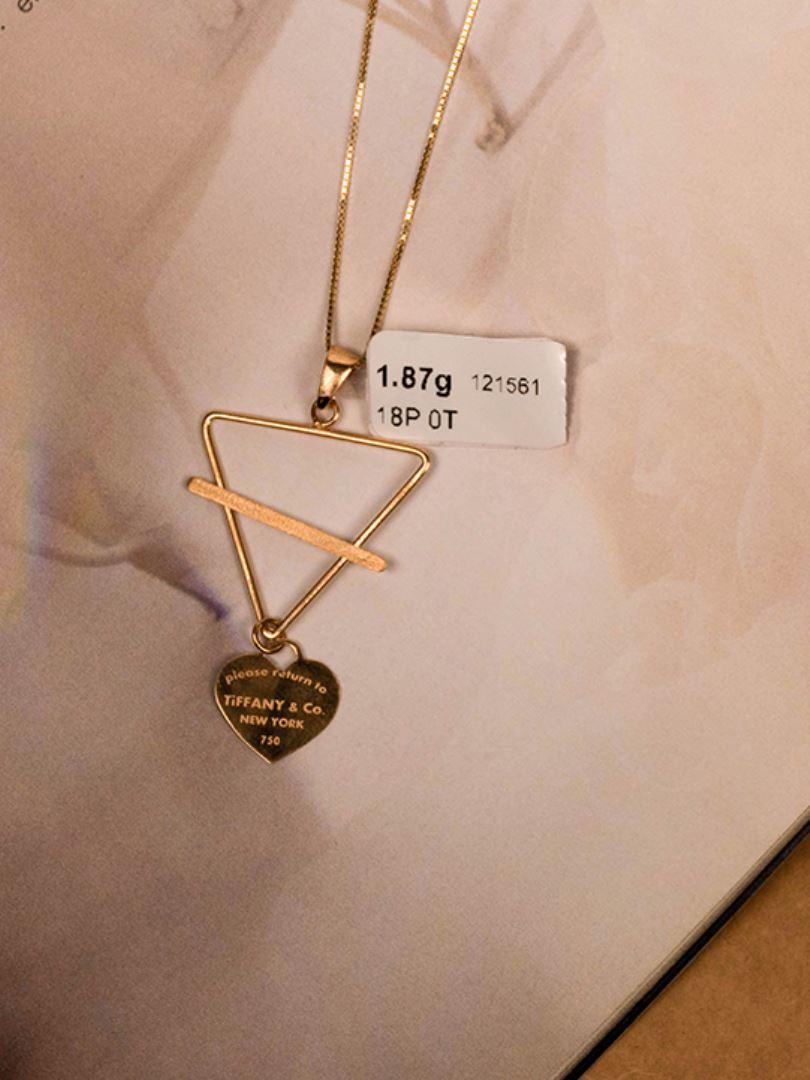 1.87g 121561
18P 0T
please return to
TiFFANY & Co.
NEW YORK
750